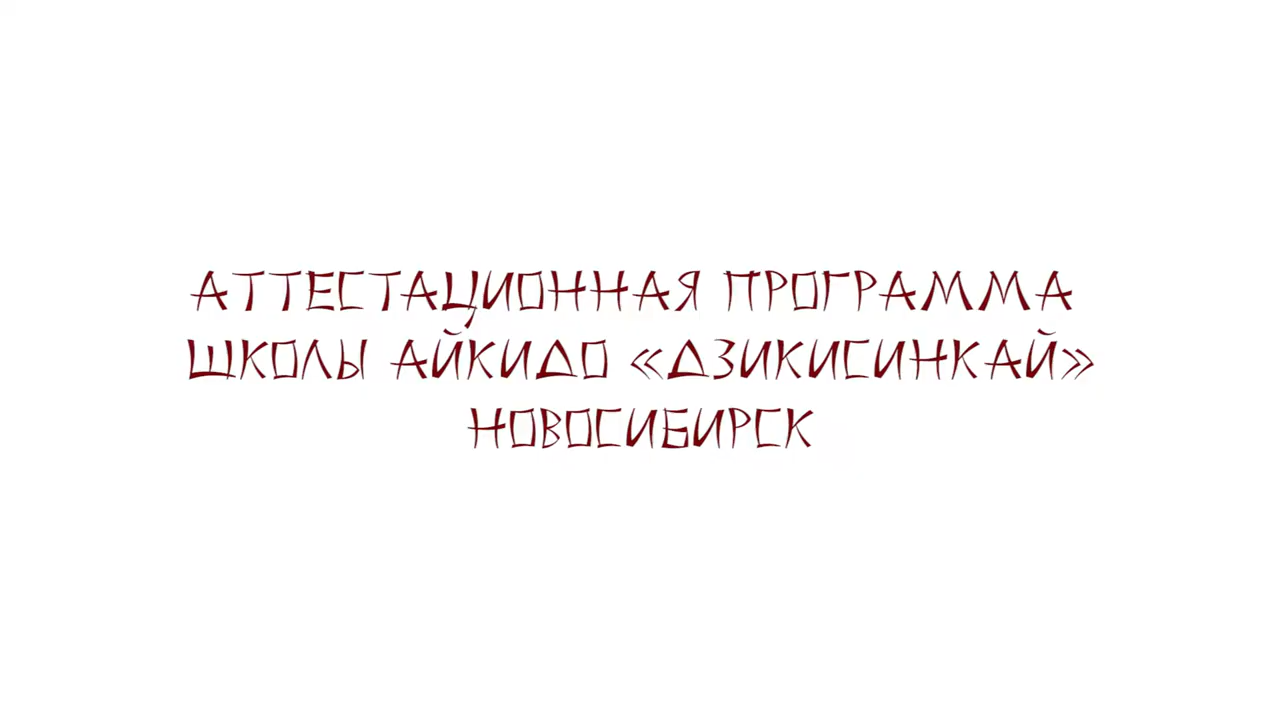 АТТЕСТАЦИОННАЯ ПРОГРАММА
ШКОЛЫ АЙКИДО «ДЗИКИСИНКАЙ»
НОВОСИБИРСК